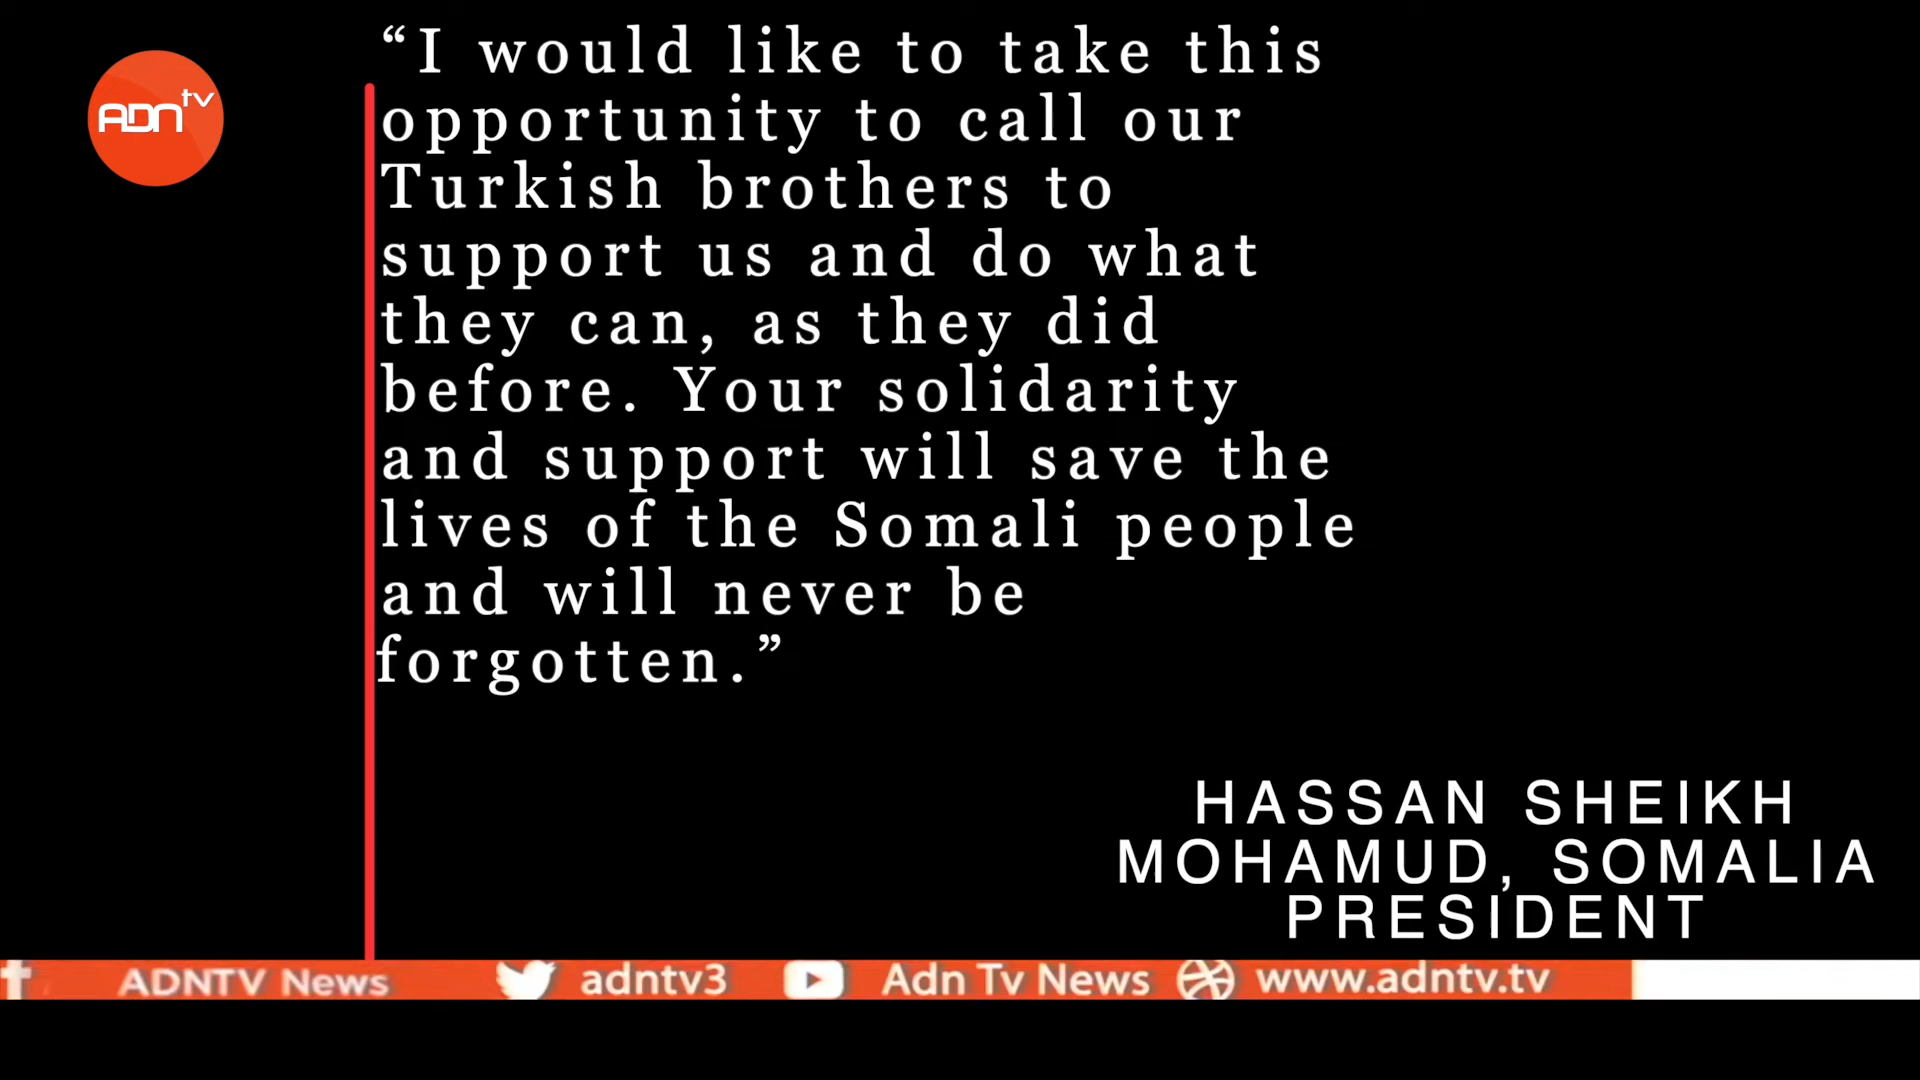 ADN tv
“I would like to take this
opportunity to call our
Turkish brothers to
support us and do what
they can, as they did
before. Your solidarity
and support will save the
lives of the Somali people
and will never be
forgotten.”
HASSAN SHEIKH
MOHAMUD, SOMALIA
PRESIDENT
ADNTV News adntv3 Adn Tv News www.adntv.tv